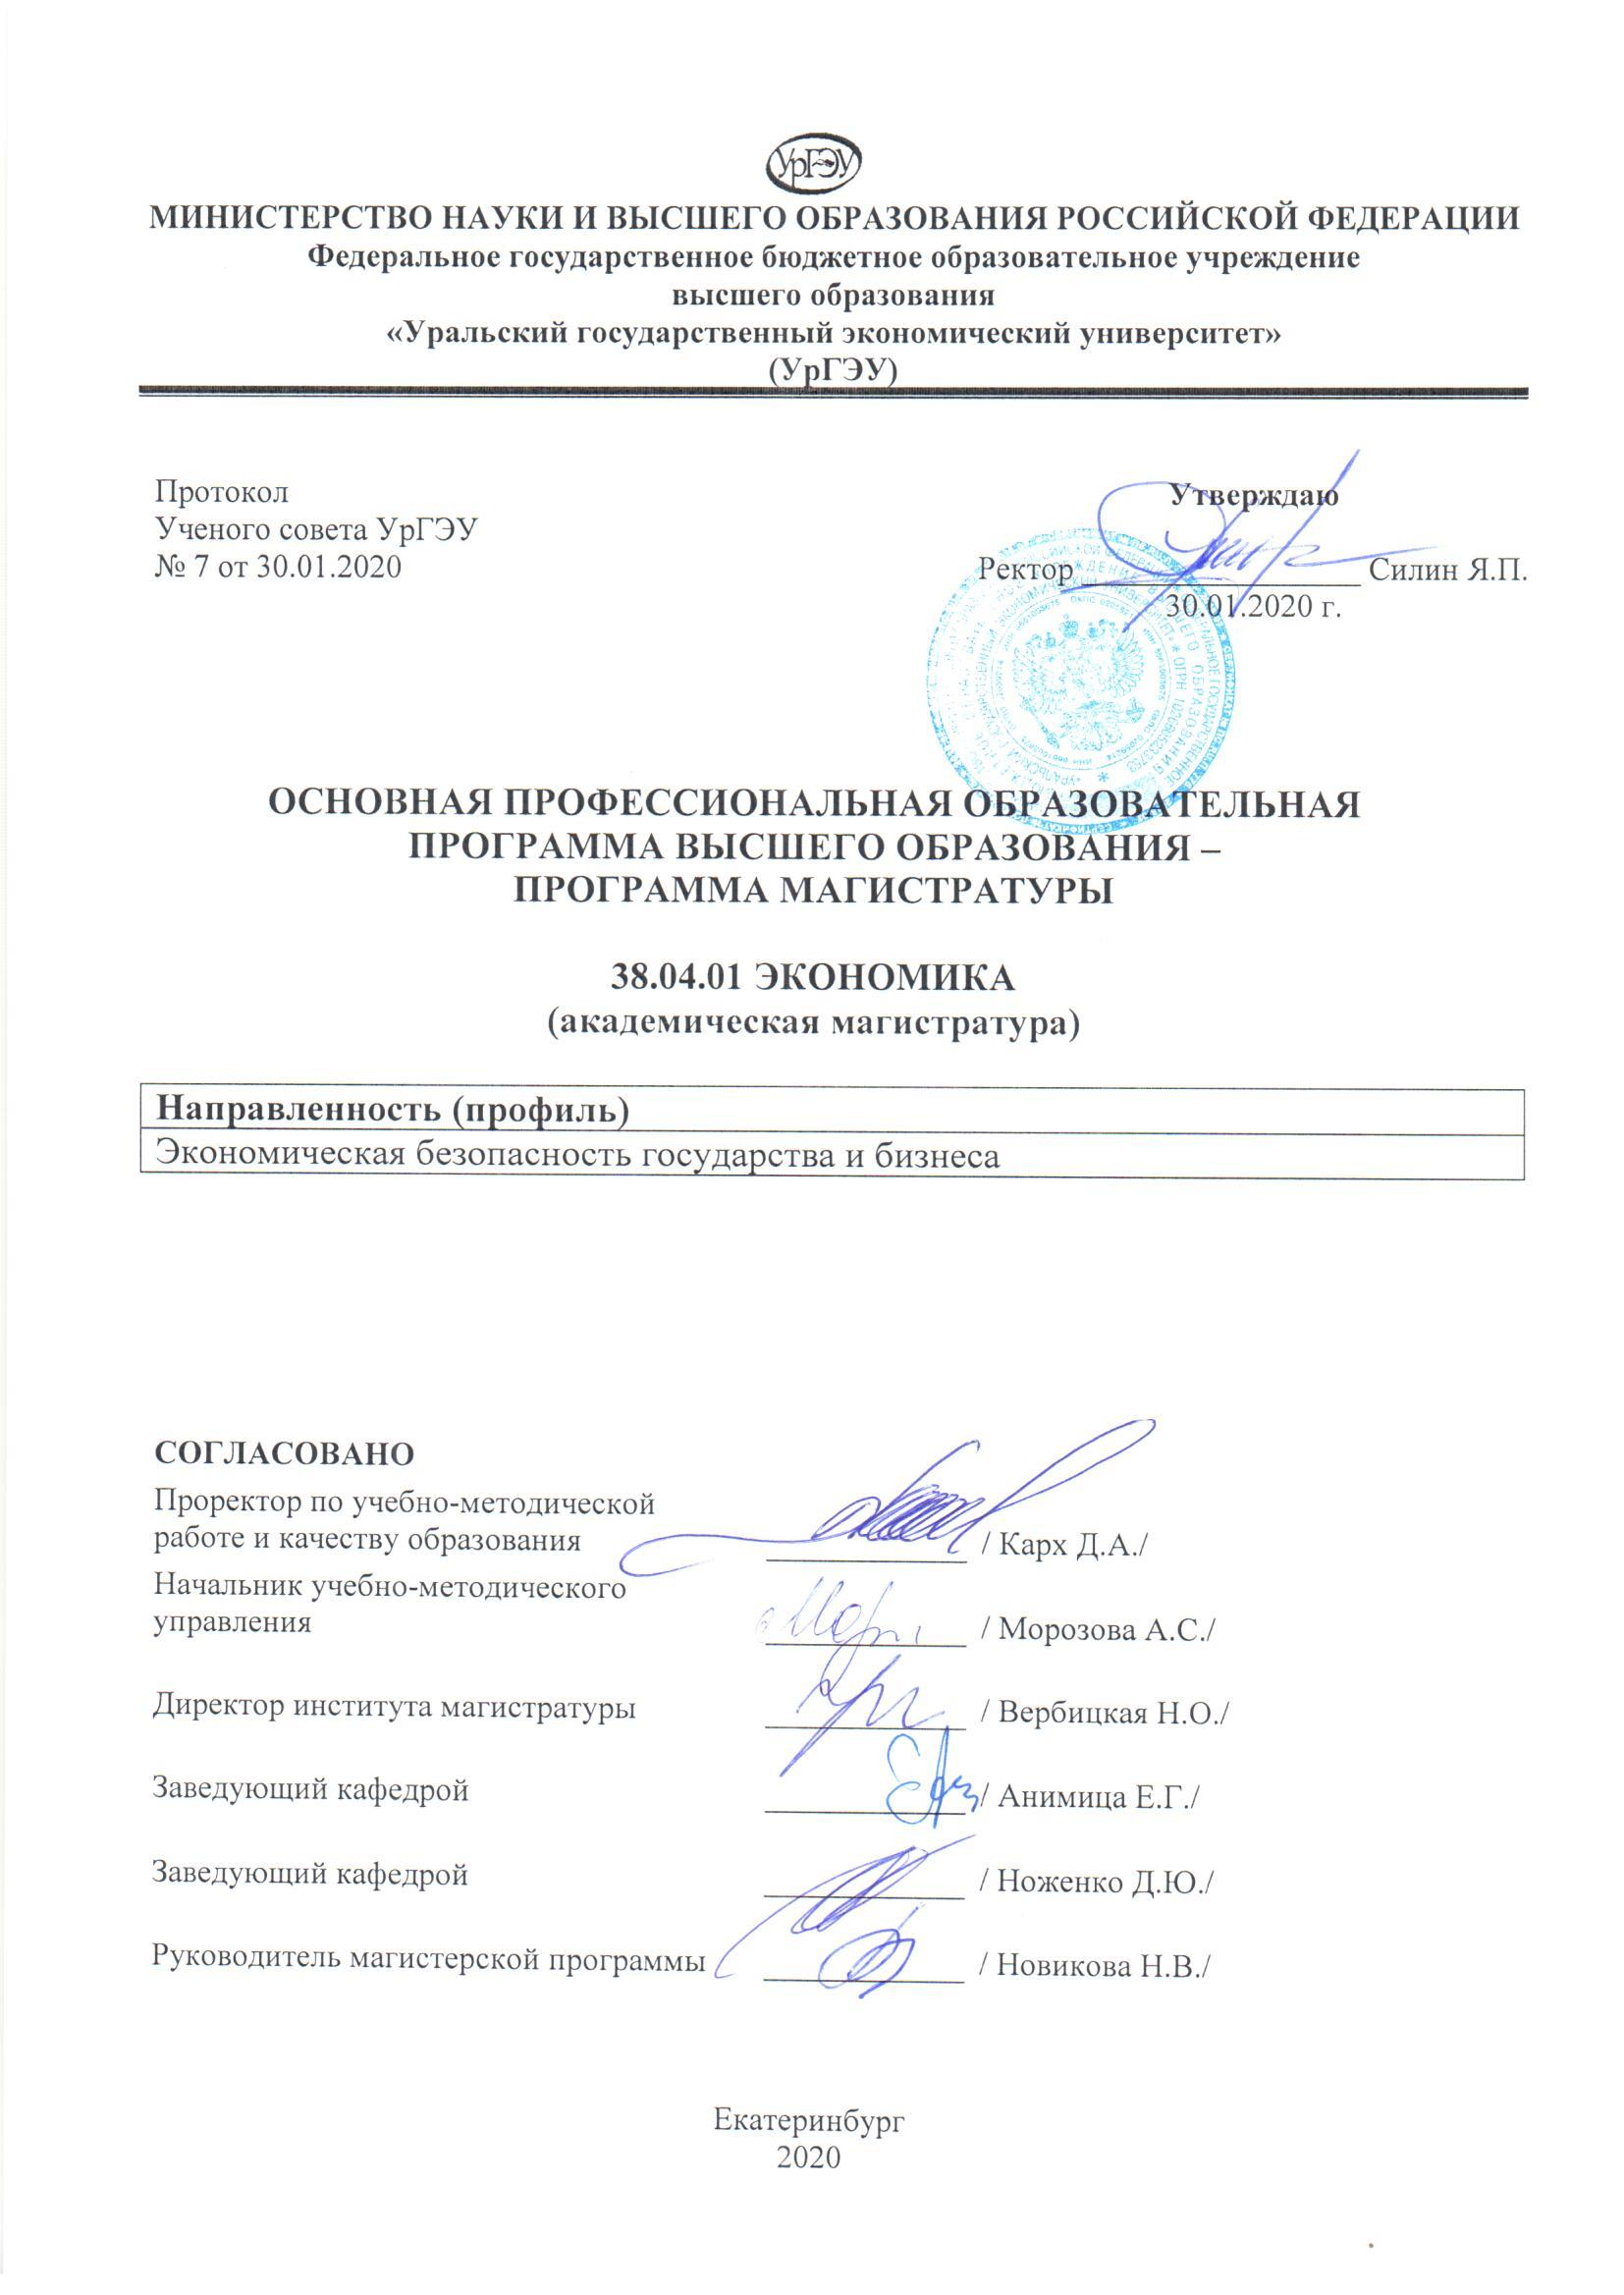 УрГЭУ
МИНИСТЕРСТВО НАУКИ И ВЫСШЕГО ОБРАЗОВАНИЯ РОССИЙСКОЙ ФЕДЕРАЦИИ
Федеральное государственное бюджетное образовательное учреждение
высшего образования
«Уральский государственный экономический университет»
(УрГЭУ)
Протокол
Ученого совета УрГЭУ
№ 7 от 30.01.2020
Утверждаю
Ректор Силин Я.П.
30.01.2020 г.
ОСНОВНАЯ ПРОФЕССИОНАЛЬНАЯ ОБРАЗОВАТЕЛЬНАЯ
ПРОГРАММА ВЫСШЕГО ОБРАЗОВАНИЯ –
ПРОГРАММА МАГИСТРАТУРЫ
38.04.01 ЭКОНОМИКА
(академическая магистратура)
Направленность (профиль)
Экономическая безопасность государства и бизнеса
СОГЛАСОВАНО
Проректор по учебно-методической
работе и качеству образования / Карх Д.А./
Начальник учебно-методического
управления / Морозова А.С./
Директор института магистратуры / Вербицкая Н.О./
Заведующий кафедрой / Анимица Е.Г./
Заведующий кафедрой / Ноженко Д.Ю./
Руководитель магистерской программы / Новикова Н.В./
Екатеринбург
2020